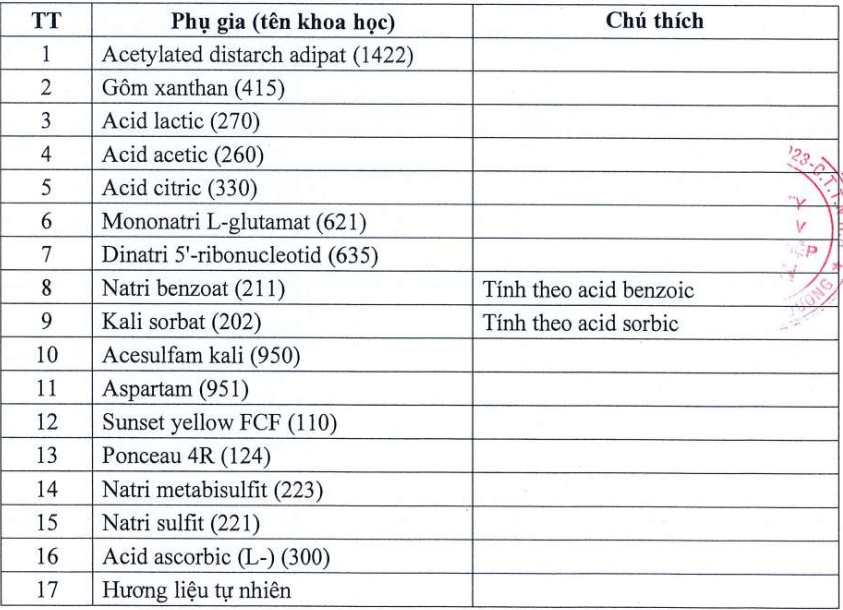 TT Phụ gia (tên khoa học) Chú thích
1 Acetylated distarch adipat (1422)
2 Gôm xanthan (415)
3 Acid lactic (270)
4 Acid acetic (260)
5 Acid citric (330)
6 Mononatri L-glutamat (621)
7 Dinatri 5'-ribonucleotid (635)
8 Natri benzoat (211) Tính theo acid benzoic
9 Kali sorbat (202) Tính theo acid sorbic
10 Acesulfam kali (950)
11 Aspartam (951)
12 Sunset yellow FCF (110)
13 Ponceau 4R (124)
14 Natri metabisulfit (223)
15 Natri sulfit (221)
16 Acid ascorbic (L-) (300)
17 Hương liệu tự nhiên